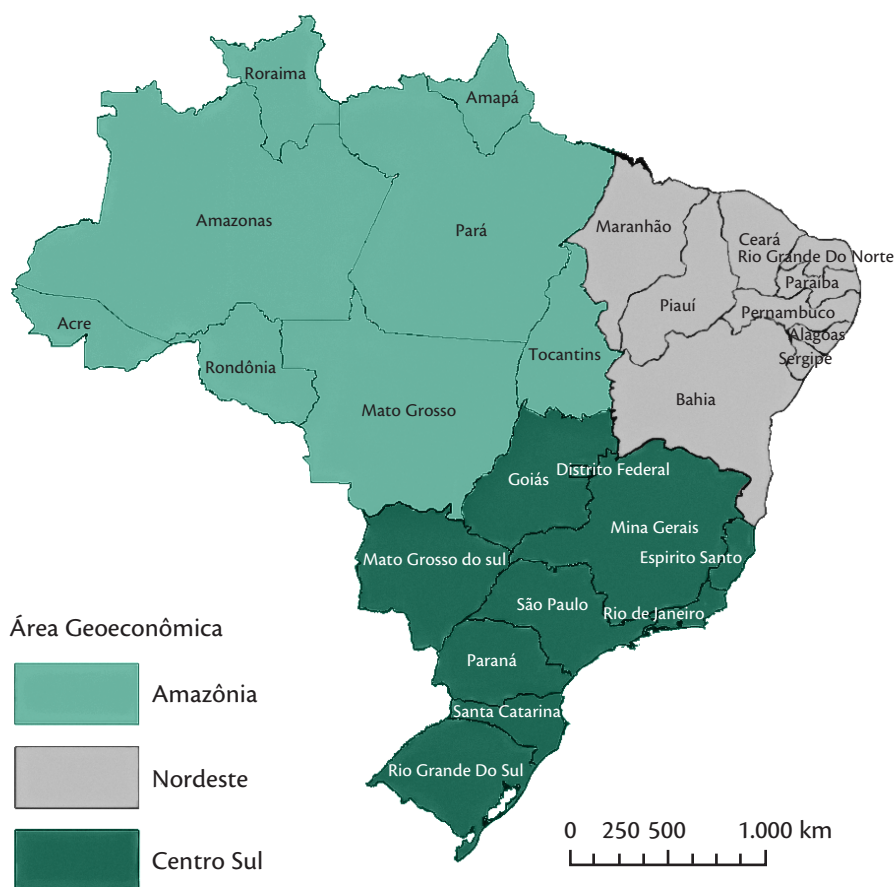 Roraima
Amapá
Amazonas
Pará
Maranhão
Ceará
Rio Grande Do Norte
Paraíba
Piauí
Pernambuco
Alagoas
Sergipe
Acre
Rondônia
Tocantins
Mato Grosso
Bahia
Goiás
Distrito Federal
Mina Gerais
Mato Grosso do sul
Espirito Santo
São Paulo
Rio de Janeiro
Paraná
Santa Catarina
Rio Grande Do Sul
Área Geoeconômica
Amazônia
Nordeste
Centro Sul
0 250 500 1.000 km